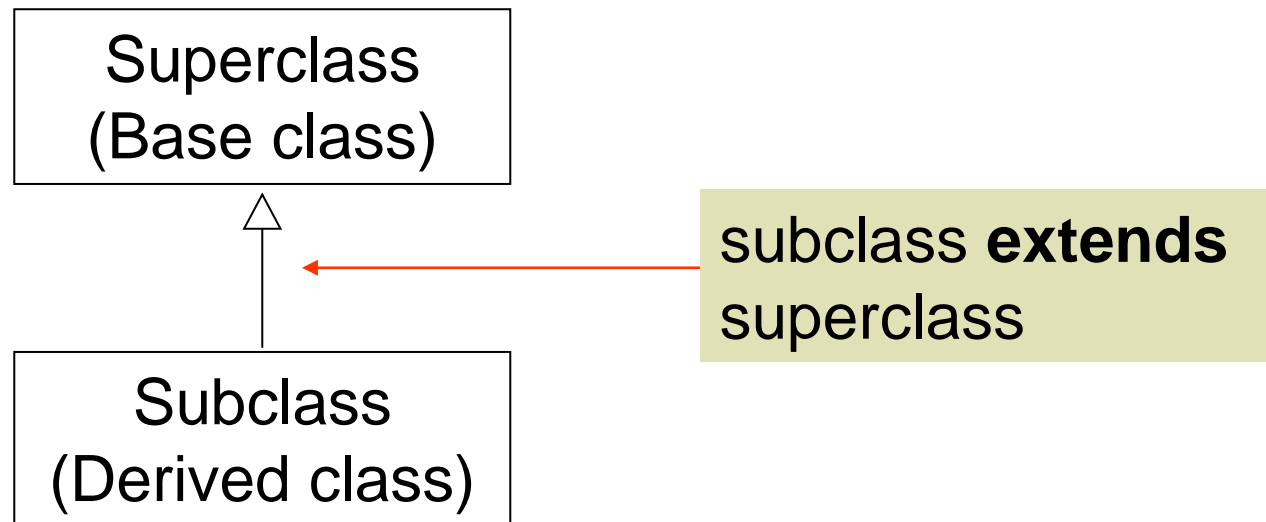 Superclass
(Base class)
subclass extends
superclass
Subclass
(Derived class)